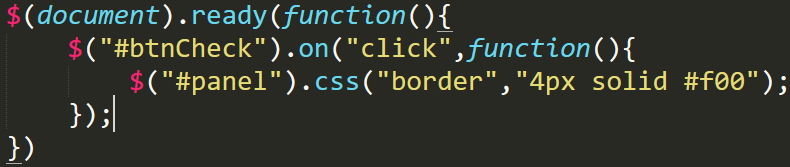 $(document).ready(function(){
    $("#btnCheck").on("click",function(){
        $("#panel").css("border","4px solid #f00");
    });
})